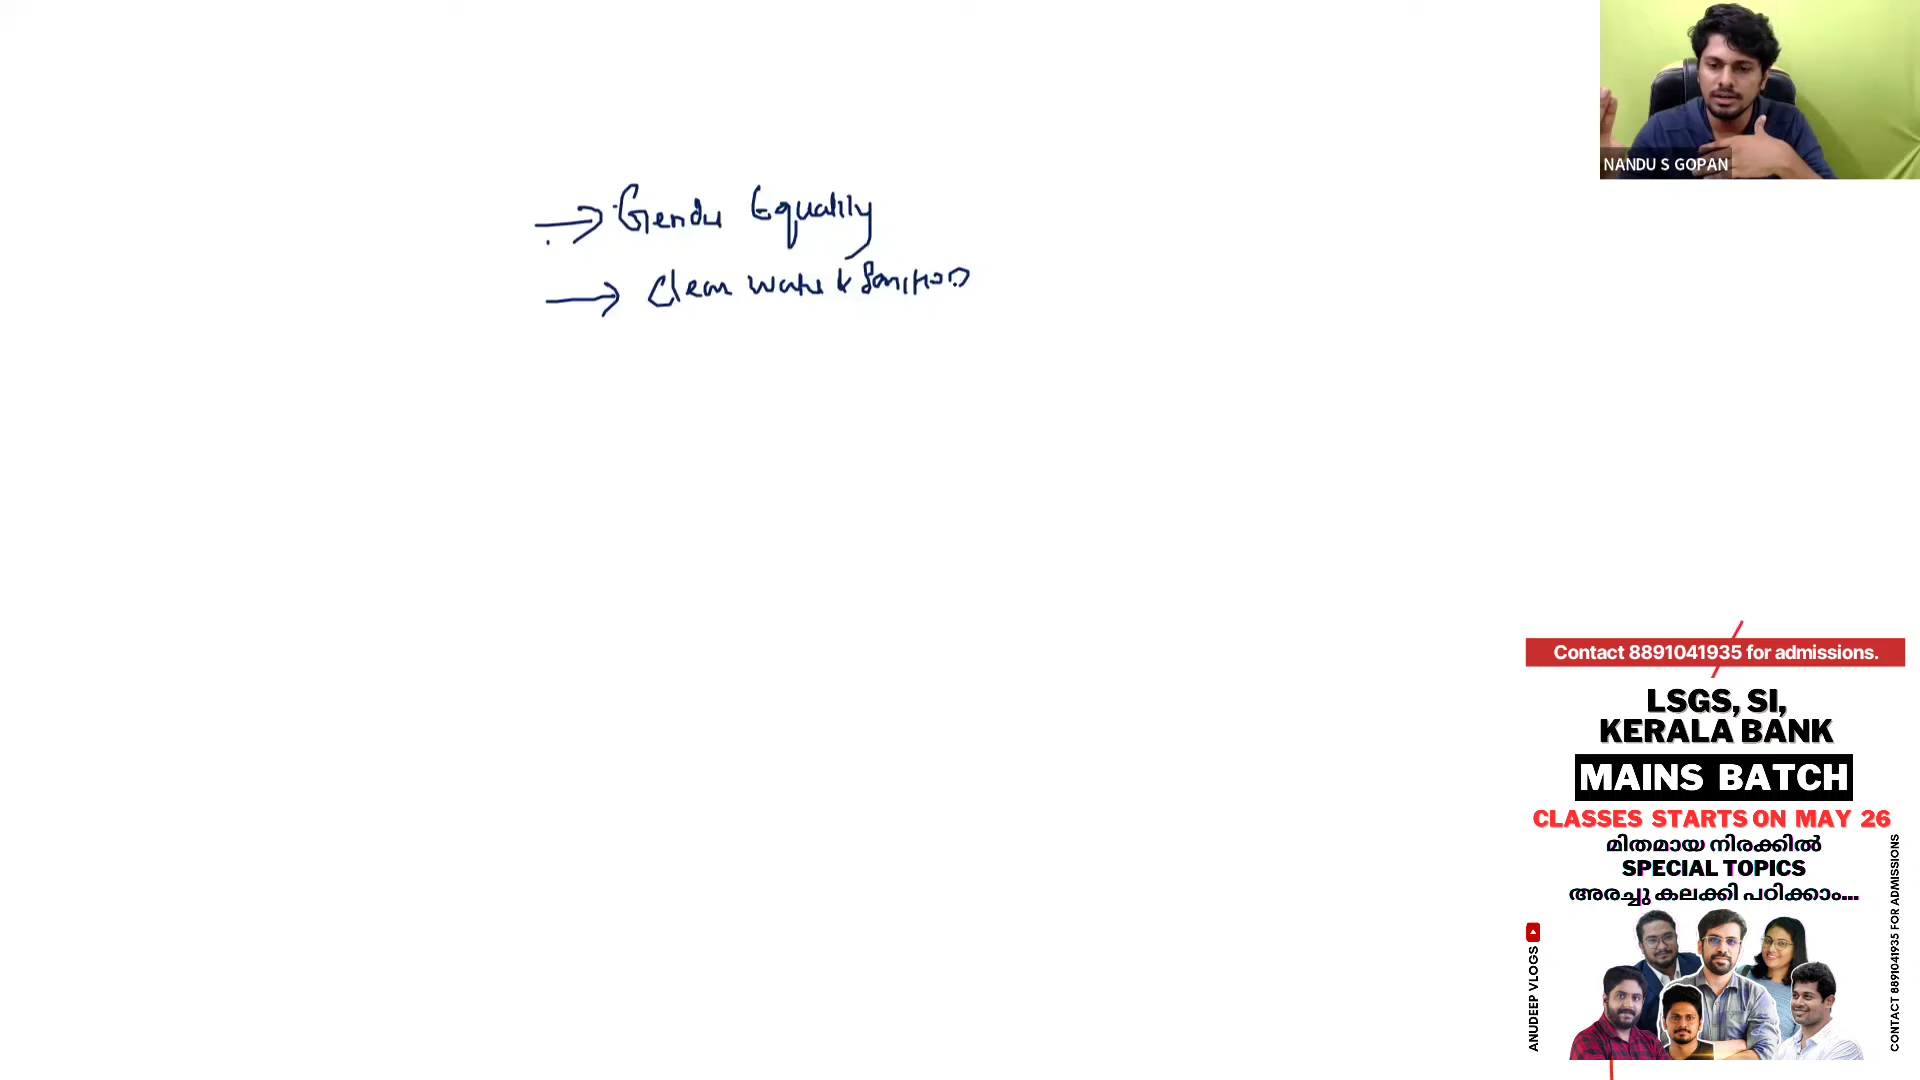 NANDU S GOPAN
→ Gender Equality
→ Clean Water & Sanition
Contact 8891041935 for admissions.
LSGS, SI,
KERALA BANK
MAINS BATCH
CLASSES STARTS ON MAY 26
മിതമായ നിരക്കിൽ
SPECIAL TOPICS
അരച്ചു കലക്കി പഠിക്കാം...
ANUDEEP VLOGS
CONTACT 8891041935 FOR ADMISSIONS